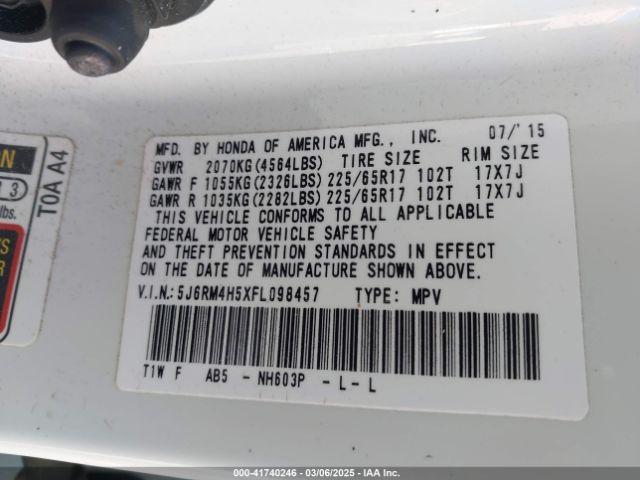 MFD. BY HONDA OF AMERICA MFG., INC. 07/'15
GVWR 2070KG(4564LBS) TIRE SIZE RIM SIZE
GAWR F 1055KG(2326LBS) 225/65R17 102T 17X7J
GAWR R 1035KG(2282LBS) 225/65R17 102T 17X7J
THIS VEHICLE CONFORMS TO ALL APPLICABLE
FEDERAL MOTOR VEHICLE SAFETY
AND THEFT PREVENTION STANDARDS IN EFFECT
ON THE DATE OF MANUFACTURE SHOWN ABOVE.
V.I.N.:5J6RM4H5XFL098457 TYPE: MPV
T1W F AB5 - NH603P - L - L
T0A A4
3
lbs.
© COPART# 41740246 - 03/06/2025 - IAA, Inc.